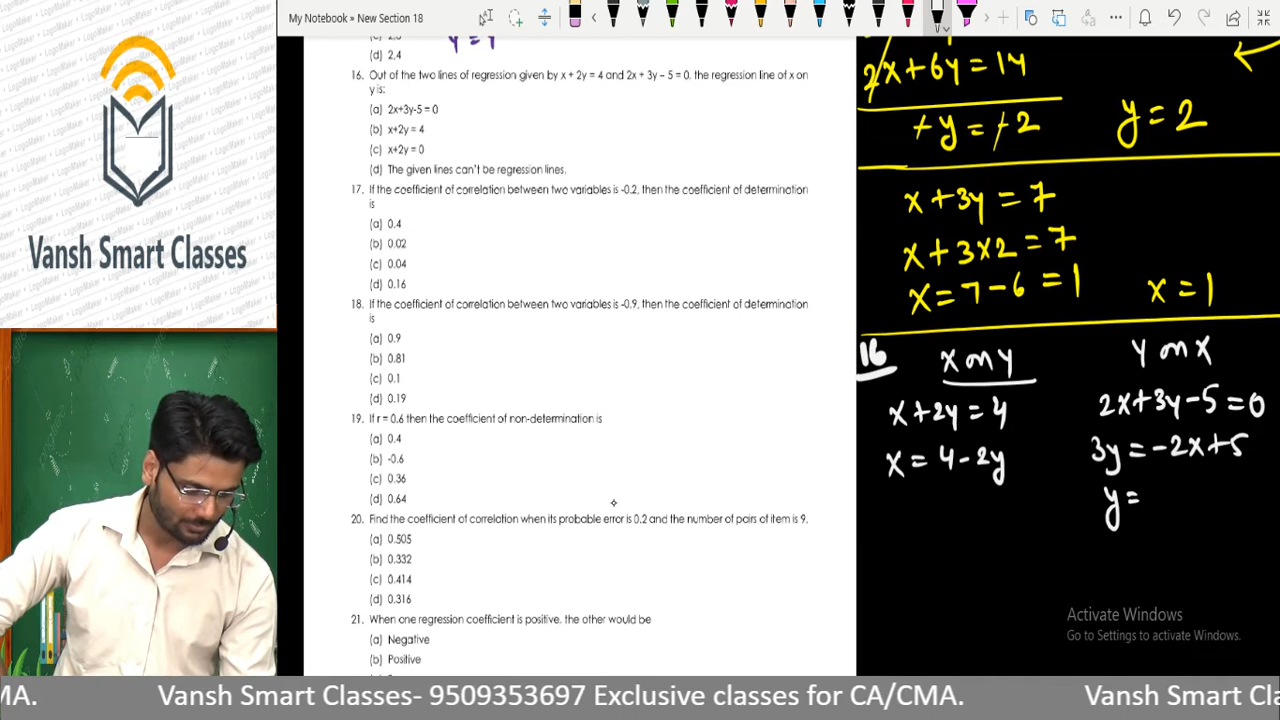 My Notebook » New Section 18
y = 4
(d) 2,4
16. Out of the two lines of regression given by x + 2y = 4 and 2x + 3y – 5 = 0, the regression line of x on
y is:
(a) 2x+3y-5 = 0
(b) x+2y = 4
(c) x+2y = 0
(d) The given lines can't be regression lines.
17. If the coefficient of correlation between two variables is -0.2, then the coefficient of determination
is
(a) 0.4
(b) 0.02
(c) 0.04
(d) 0.16
18. If the coefficient of correlation between two variables is -0.9, then the coefficient of determination
is
(a) 0.9
(b) 0.81
(c) 0.1
(d) 0.19
19. If r = 0.6 then the coefficient of non-determination is
(a) 0.4
(b) -0.6
(c) 0.36
(d) 0.64
20. Find the coefficient of correlation when its probable error is 0.2 and the number of pairs of item is 9.
(a) 0.505
(b) 0.332
(c) 0.414
(d) 0.316
21. When one regression coefficient is positive, the other would be
(a) Negative
(b) Positive
2x + 6y = 14
+ y = + 2
y = 2
x + 3y = 7
x + 3×2 = 7
x = 7 - 6 = 1
x = 1
16
x on y
y on x
x + 2y = 4
2x + 3y - 5 = 0
x = 4 - 2y
3y = -2x + 5
y =
Activate Windows
Go to Settings to activate Windows.
Vansh Smart Classes
MA.
Vansh Smart Classes- 9509353697 Exclusive classes for CA/CMA.
Vansh Smart Cla